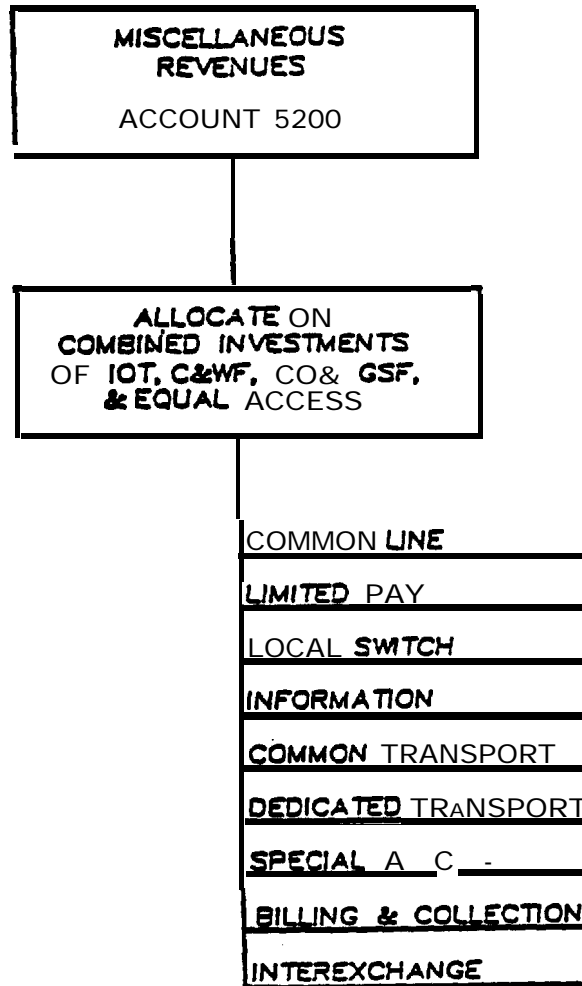 MISCELLANEOUS
REVENUES
ACCOUNT 5200
ALLOCATE ON
COMBINED INVESTMENTS
OF IOT, C&WF, CO& GSF,
& EQUAL ACCESS
COMMON LINE
LIMITED PAY
LOCAL SWITCH
INFORMATION
COMMON TRANSPORT
DEDICATED TRANSPORT
SPECIAL A C -
BILLING & COLLECTION
INTEREXCHANGE